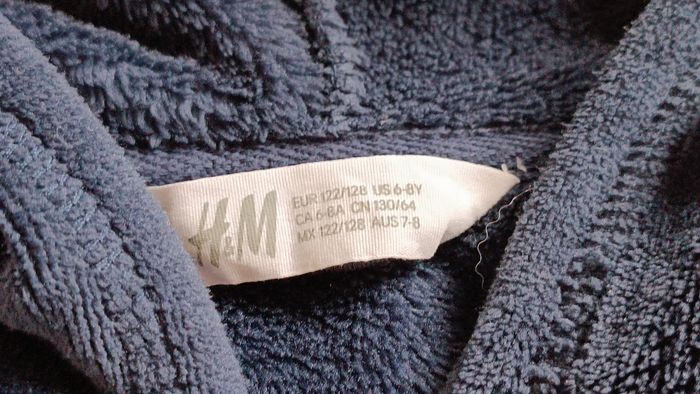 H&M
EUR 122/128 US 6-8Y
CA 6-8A CN 130/64
MX 122/128 AUS 7-8